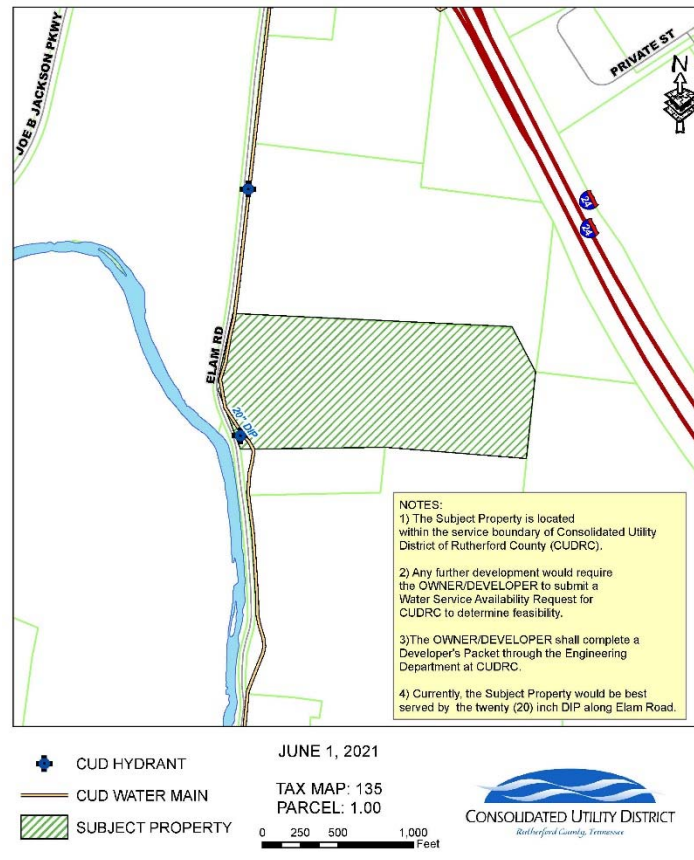 JOE B JACKSON PKWY
PRIVATE ST
N
24
24
ELAM RD
20" DIP
NOTES:
1) The Subject Property is located
within the service boundary of Consolidated Utility
District of Rutherford County (CUDRC).
2) Any further development would require
the OWNER/DEVELOPER to submit a
Water Service Availability Request for
CUDRC to determine feasibility.
3)The OWNER/DEVELOPER shall complete a
Developer's Packet through the Engineering
Department at CUDRC.
4) Currently, the Subject Property would be best
served by the twenty (20) inch DIP along Elam Road.
CUD HYDRANT
CUD WATER MAIN
SUBJECT PROPERTY
JUNE 1, 2021
TAX MAP: 135
PARCEL: 1.00
0 250 500 1,000
Feet
CONSOLIDATED UTILITY DISTRICT
Rutherford County, Tennessee